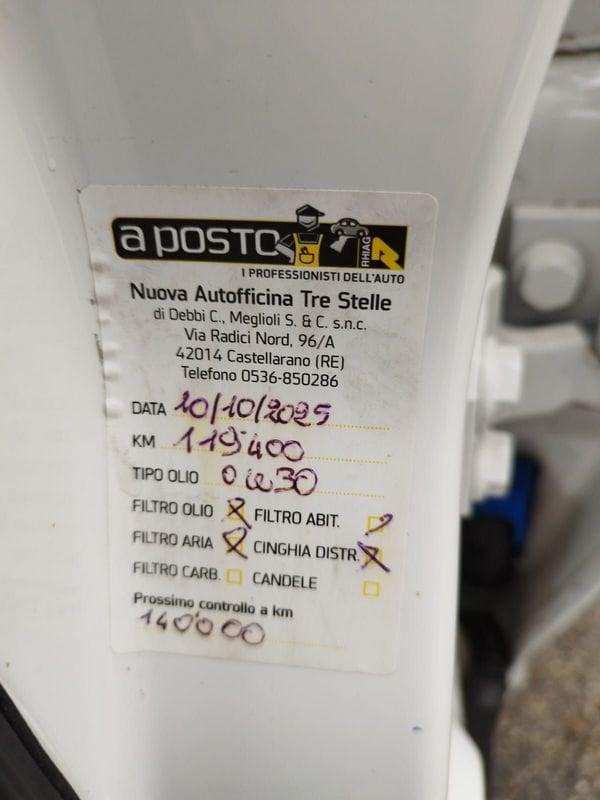 a posto
RHIAG
I PROFESSIONISTI DELL'AUTO
Nuova Autofficina Tre Stelle
di Debbi C., Meglioli S. & C. s.n.c.
Via Radici Nord, 96/A
42014 Castellarano (RE)
Telefono 0536-850286
DATA 10/10/2025
KM 119400
TIPO OLIO 0W30
FILTRO OLIO FILTRO ABIT.
FILTRO ARIA CINGHIA DISTR.
FILTRO CARB. CANDELE
Prossimo controllo a km
140000